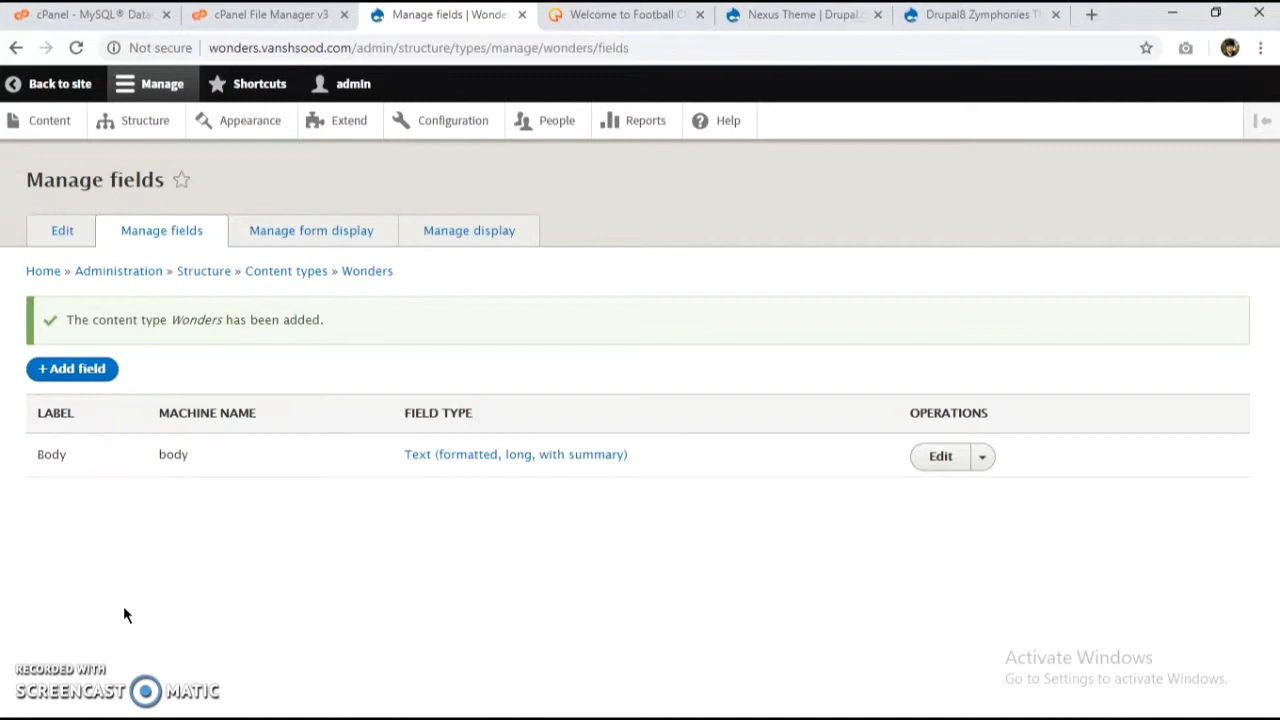 cPanel - MySQL® Data
cPanel File Manager v3
Manage fields | Wonde
Welcome to Football C
Nexus Theme | Drupal.
Drupal8 Zymphonies T
Not secure
wonders.vanshsood.com/admin/structure/types/manage/wonders/fields
Back to site
Manage
Shortcuts
admin
Content
Structure
Appearance
Extend
Configuration
People
Reports
Help
Manage fields
Edit
Manage fields
Manage form display
Manage display
Home » Administration » Structure » Content types » Wonders
The content type Wonders has been added.
+ Add field
LABEL MACHINE NAME FIELD TYPE OPERATIONS
Body body Text (formatted, long, with summary) Edit
Activate Windows
Go to Settings to activate Windows.
RECORDED WITH
SCREENCAST MATIC